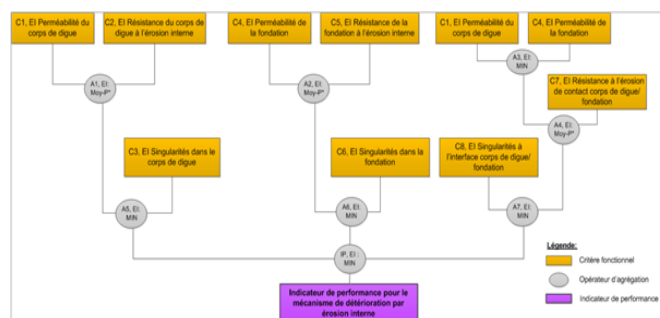 C1, EI Perméabilité du
corps de digue
C2, EI Résistance du corps
de digue à l'érosion interne
C4, EI Perméabilité de
la fondation
C5, EI Résistance de la
fondation à érosion interne
C1, EI Perméabilité du
corps de digue
C4, EI Perméabilité de
la fondation
A3, EI:
MIN
A1, EI:
Moy-P*
A2, EI:
Moy-P*
C7, EI Résistance à l'érosion
de contact corps de digue/
fondation
A4, EI:
Moy-P*
C3, EI Singularités dans le
corps de digue
C6, EI Singularités dans la
fondation
C8, EI Singularités à
l'interface corps de digue/
fondation
A5, EI:
MIN
A6, EI:
MIN
A7, EI:
MIN
IP, EI :
MIN
Indicateur de performance pour le
mécanisme de détérioration par
érosion interne
Légende:
Critère fonctionnel
Opérateur d'agrégation
Indicateur de performance